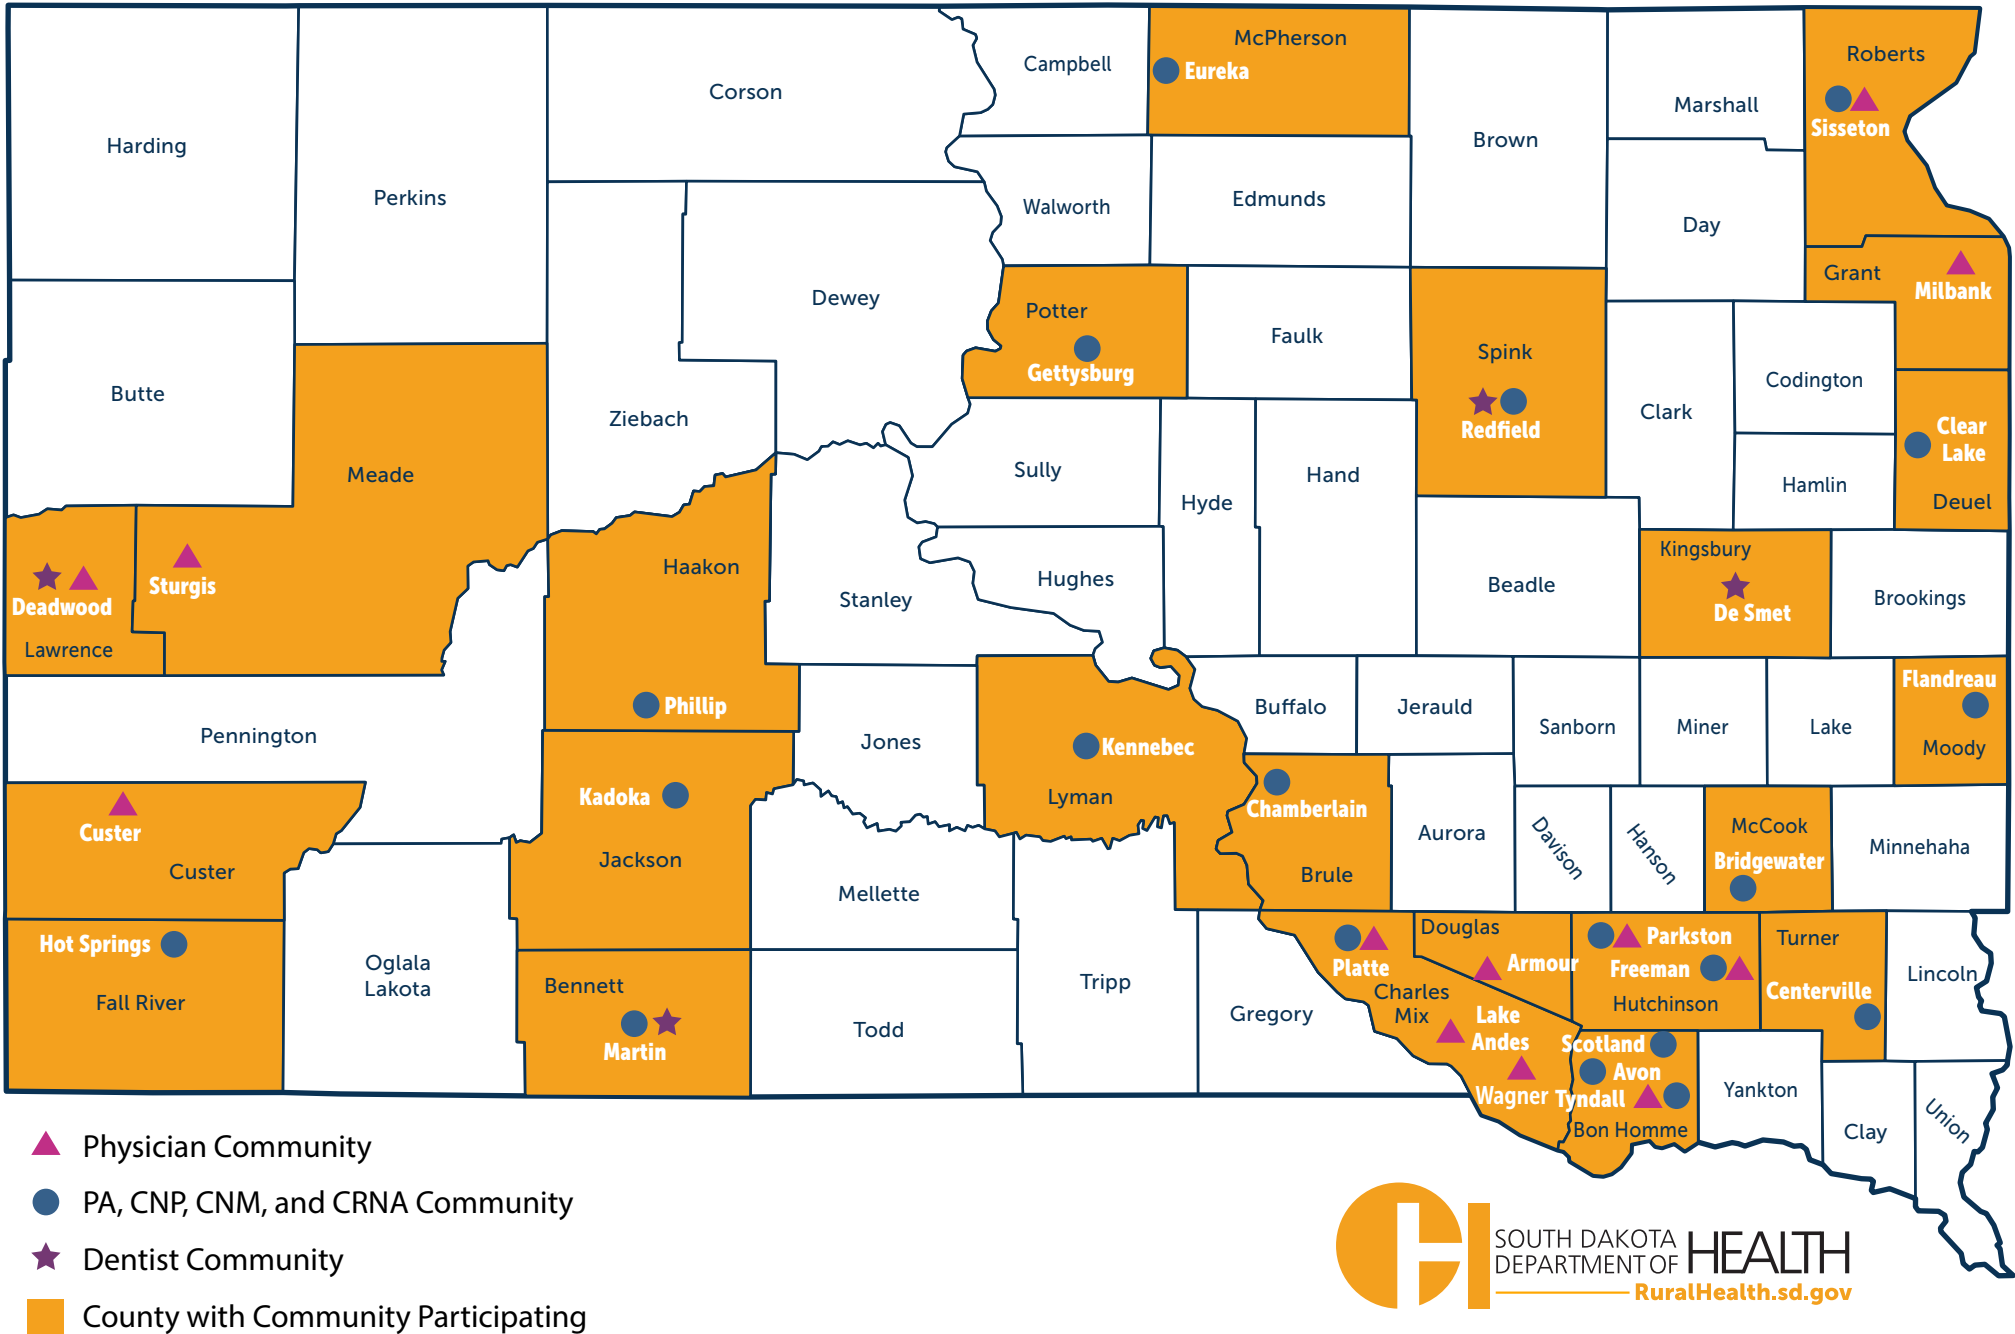 McPherson
Eureka
Campbell
Roberts
Sisteton
Corson
Marshall
Harding
Brown
Perkins
Walworth
Edmunds
Day
Grant
Milbank
Dewey
Potter
Gettysburg
Faulk
Spink
Redfield
Butte
Ziebach
Clark
Codington
Clear
Lake
Deuel
Meade
Sully
Hyde
Hand
Hamlin
Haakon
Kingsbury
De Smet
Sturgis
Deadwood
Lawrence
Stanley
Hughes
Beadle
Brookings
Phillip
Flandreau
Moody
Pennington
Jones
Kennebec
Lyman
Buffalo
Jerauld
Sanborn
Miner
Lake
Kadoka
Jackson
Chamberlain
Brule
Custer
Custer
Aurora
Davison
Hanson
McCook
Bridgewater
Minnehaha
Mellette
Hot Springs
Fall River
Oglala
Lakota
Bennett
Martin
Todd
Tripp
Gregory
Platte
Charles
Mix
Douglas
Armour
Parkston
Freeman
Hutchinson
Turner
Centerville
Lincoln
Lake
Andes
Wagner
Scotland
Avon
Tyndall
Bon Homme
Yankton
Clay
Union
Physician Community
PA, CNP, CNM, and CRNA Community
Dentist Community
County with Community Participating
SOUTH DAKOTA
DEPARTMENT OF HEALTH
RuralHealth.sd.gov